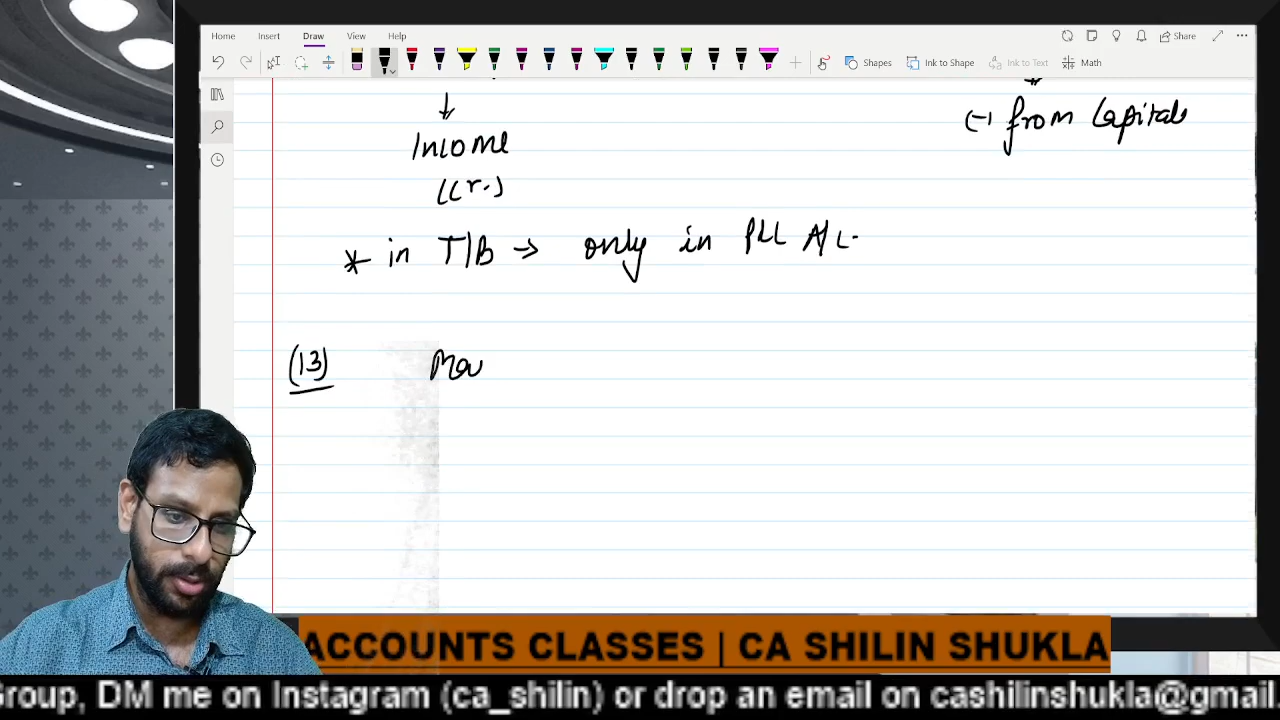 Home Insert Draw View Help
Share
Shapes Ink to Shape Ink to Text Math
(-) from Capital
Income
(Cr.)
* in T/B → only in P&L A/c.
(13)
ACCOUNTS CLASSES | CA SHILIN SHUKLA
Group, DM me on Instagram (ca_shilin) or drop an email on cashilinshukla@gmail.